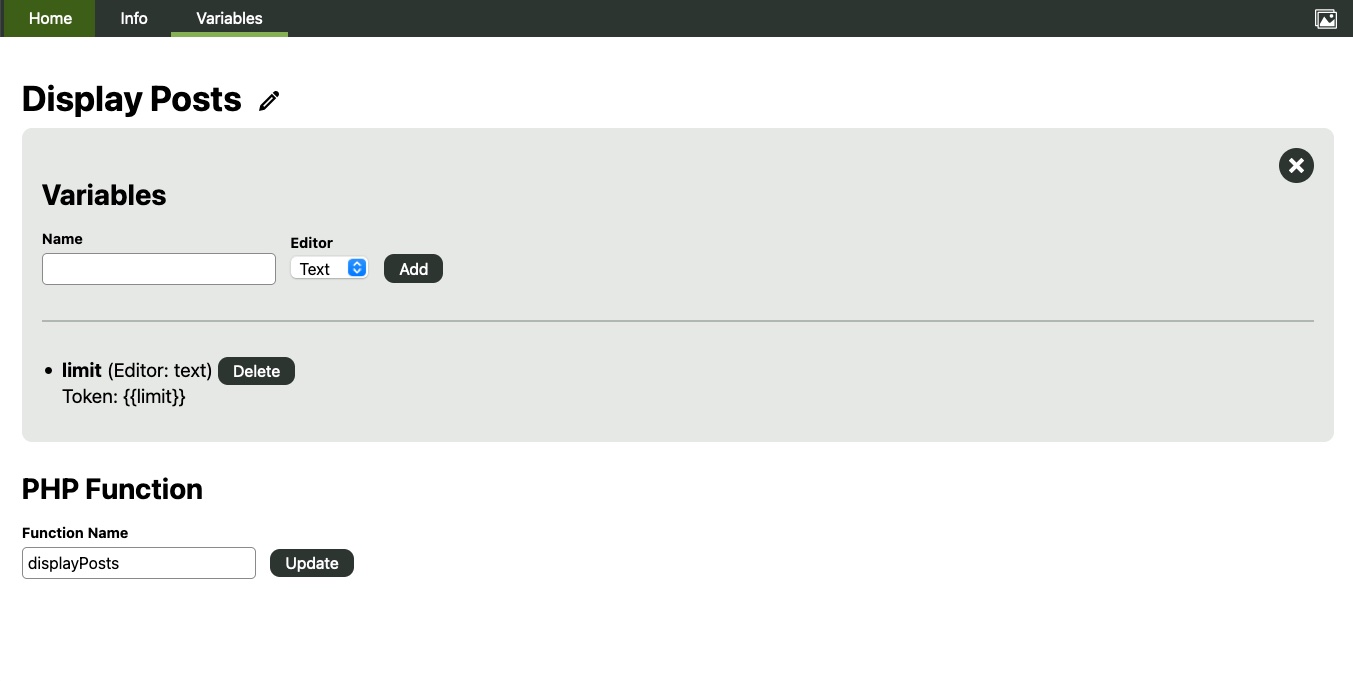 Home Info Variables
Display Posts
Variables
Name
Editor
Text
Add
limit (Editor: text) Delete
Token: {{limit}}
PHP Function
Function Name
displayPosts Update